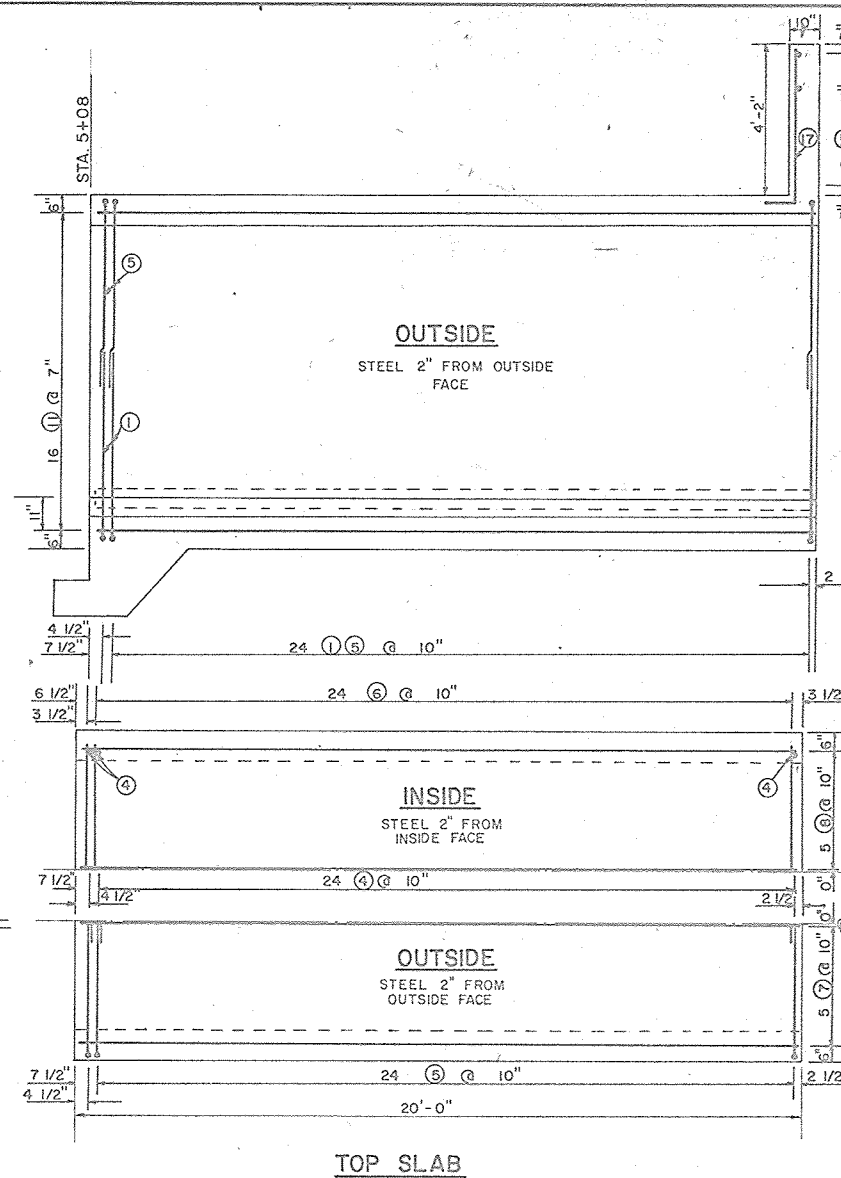 10"
STA. 5+08
4'-2"
17
6"
5
OUTSIDE
STEEL 2" FROM OUTSIDE
FACE
16 11 @ 7"
1
11"
6"
2
4 1/2"
7 1/2"
24 1 5 @ 10"
6 1/2"
24 6 @ 10"
3 1/2
3 1/2"
6"
4
4
INSIDE
STEEL 2" FROM
INSIDE FACE
5 8 @ 10"
7 1/2"
24 4 @ 10"
4 1/2"
2 1/2
0"
0"
OUTSIDE
STEEL 2" FROM
OUTSIDE FACE
5 7 @ 10"
6"
7 1/2"
24 5 @ 10"
2 1/2
4 1/2"
20'-0"
TOP SLAB